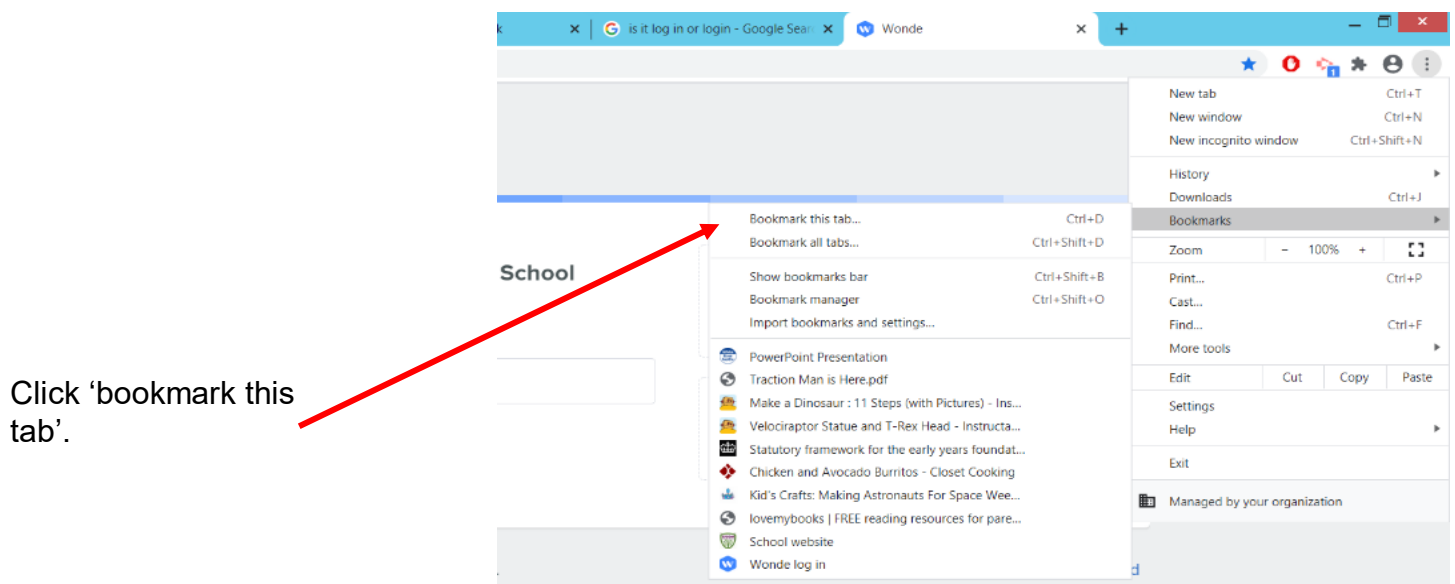 k
is it log in or login - Google Sear
Wonde
1
New tab Ctrl+T
New window Ctrl+N
New incognito window Ctrl+Shift+N
History
Downloads Ctrl+J
Bookmarks
Zoom - 100% +
Print... Ctrl+P
Cast...
Find... Ctrl+F
More tools
Edit Cut Copy Paste
Settings
Help
Exit
Managed by your organization
Bookmark this tab... Ctrl+D
Bookmark all tabs... Ctrl+Shift+D
Show bookmarks bar Ctrl+Shift+B
Bookmark manager Ctrl+Shift+O
Import bookmarks and settings...
PowerPoint Presentation
Traction Man is Here.pdf
Make a Dinosaur : 11 Steps (with Pictures) - Ins...
Velociraptor Statue and T-Rex Head - Instructa...
Statutory framework for the early years foundat...
Chicken and Avocado Burritos - Closet Cooking
Kid's Crafts: Making Astronauts For Space Wee...
lovemybooks | FREE reading resources for pare...
School website
Wonde log in
School
d
Click ‘bookmark this
tab’.